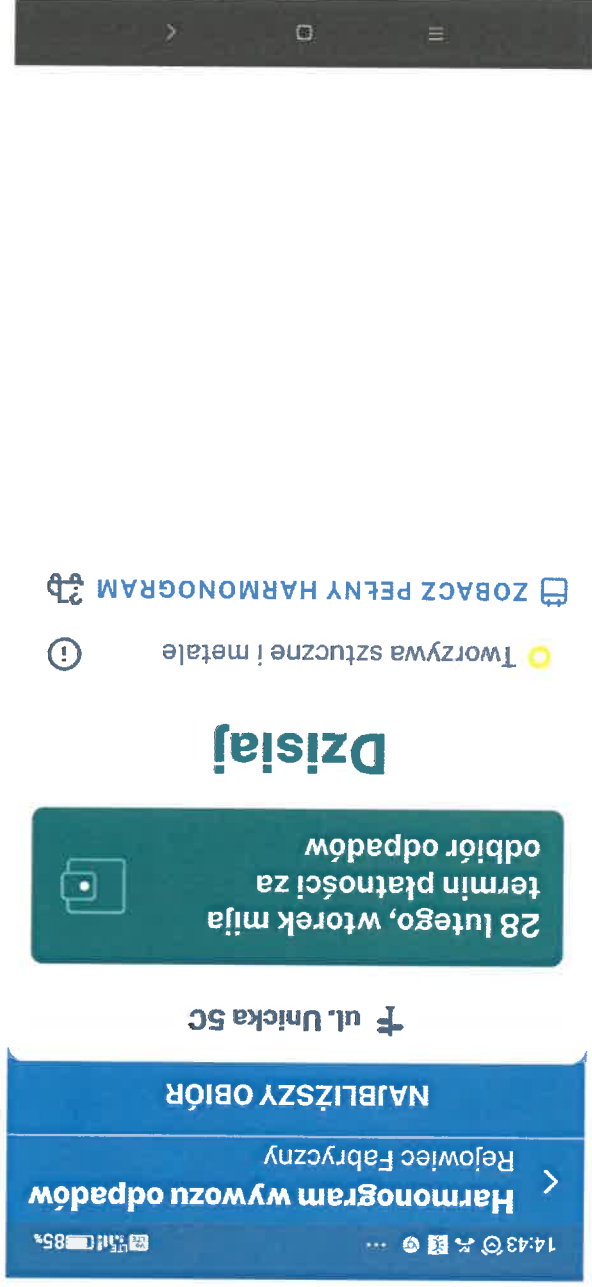 14:43 ... 85%
Harmonogram wywozu odpadów
Rejowiec Fabryczny
NAJBLIŻSZY OBIÓR
ul. Unicka 5C
28 lutego, wtorek mija
termin płatności za
odbiór odpadów
Dzisiaj
Tworzywa sztuczne i metale
ZOBACZ PEŁNY HARMONOGRAM